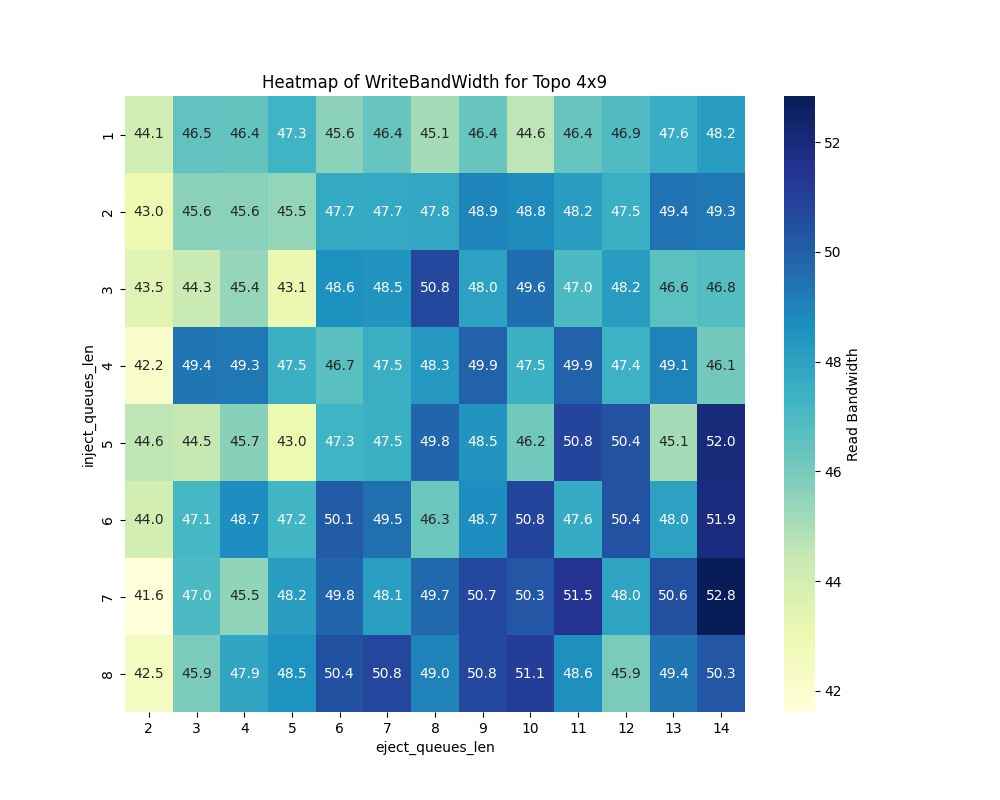 Heatmap of WriteBandWidth for Topo 4x9
1 44.1 46.5 46.4 47.3 45.6 46.4 45.1 46.4 44.6 46.4 46.9 47.6 48.2
2 43.0 45.6 45.6 45.5 47.7 47.7 47.8 48.9 48.8 48.2 47.5 49.4 49.3
3 43.5 44.3 45.4 43.1 48.6 48.5 50.8 48.0 49.6 47.0 48.2 46.6 46.8
4 42.2 49.4 49.3 47.5 46.7 47.5 48.3 49.9 47.5 49.9 47.4 49.1 46.1
5 44.6 44.5 45.7 43.0 47.3 47.5 49.8 48.5 46.2 50.8 50.4 45.1 52.0
6 44.0 47.1 48.7 47.2 50.1 49.5 46.3 48.7 50.8 47.6 50.4 48.0 51.9
7 41.6 47.0 45.5 48.2 49.8 48.1 49.7 50.7 50.3 51.5 48.0 50.6 52.8
8 42.5 45.9 47.9 48.5 50.4 50.8 49.0 50.8 51.1 48.6 45.9 49.4 50.3
2 3 4 5 6 7 8 9 10 11 12 13 14
eject_queues_len
inject_queues_len
52
50
48
46
44
42
Read Bandwidth